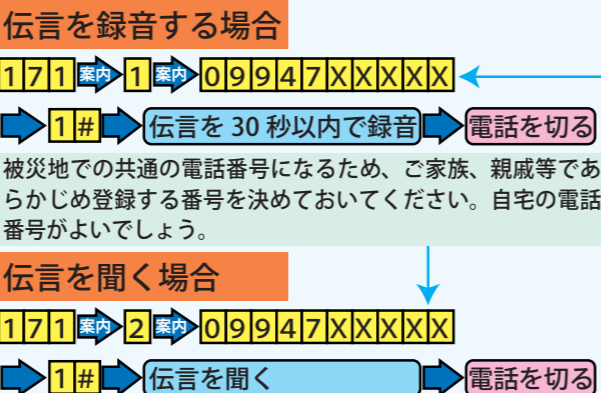 伝言を録音する場合
171 案内 1 案内 09947XXXXX
1# 伝言を 30 秒以内で録音 電話を切る
被災地での共通の電話番号になるため、ご家族、親戚等であ
らかじめ登録する番号を決めておいてください。自宅の電話
番号がよいでしょう。
伝言を聞く場合
171 案内 2 案内 09947XXXXX
1# 伝言を聞く 電話を切る